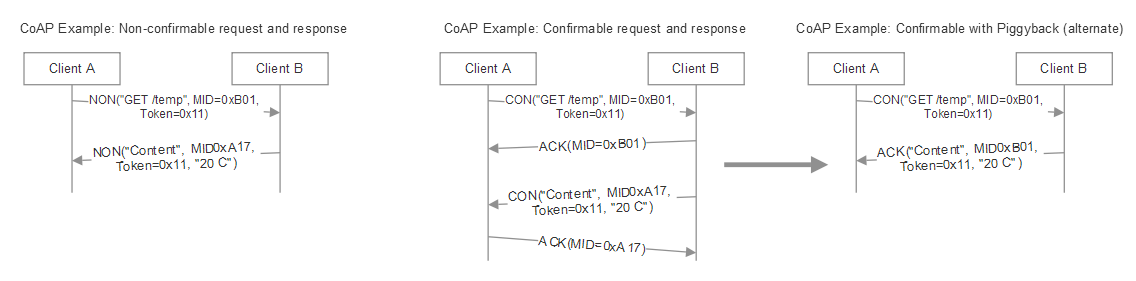 CoAP Example: Non-confirmable request and response
Client A
Client B
NON("GET /temp", MID=0xB01,
Token=0x11)
NON("Content", MID0xA17,
Token=0x11, "20 C")
CoAP Example: Confirmable request and response
Client A
Client B
CON("GET /temp", MID=0xB01,
Token=0x11)
ACK(MID=0xB01)
CON("Content", MID0xA17,
Token=0x11, "20 C")
ACK(MID=0xA17)
CoAP Example: Confirmable with Piggyback (alternate)
Client A
Client B
CON("GET /temp", MID=0xB01,
Token=0x11)
ACK("Content", MID0xB01,
Token=0x11, "20 C")